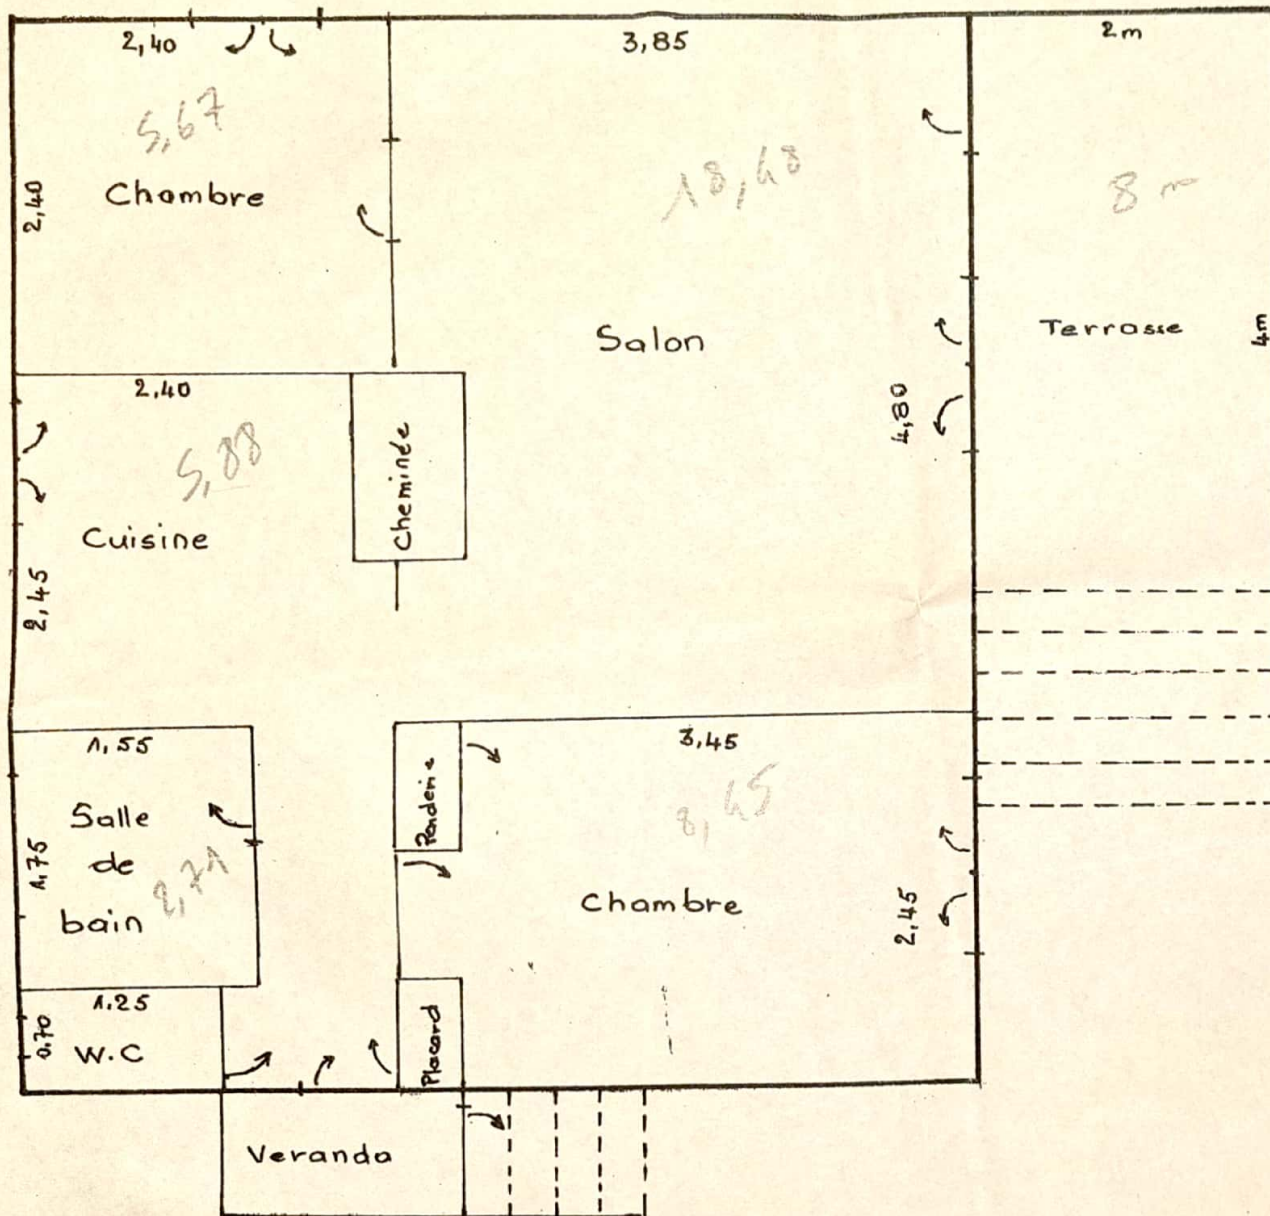 2,40
3,85
2m
5,67
18,48
8 m
Chambre
2,40
Salon
Terrasse
4m
2,40
4,80
Cheminée
5,88
Cuisine
2,45
1,55
3,45
Penderie
Salle
de
bain
1,75
2,71
8,45
Chambre
2,45
1.25
0.70
W.C
Placard
Veranda